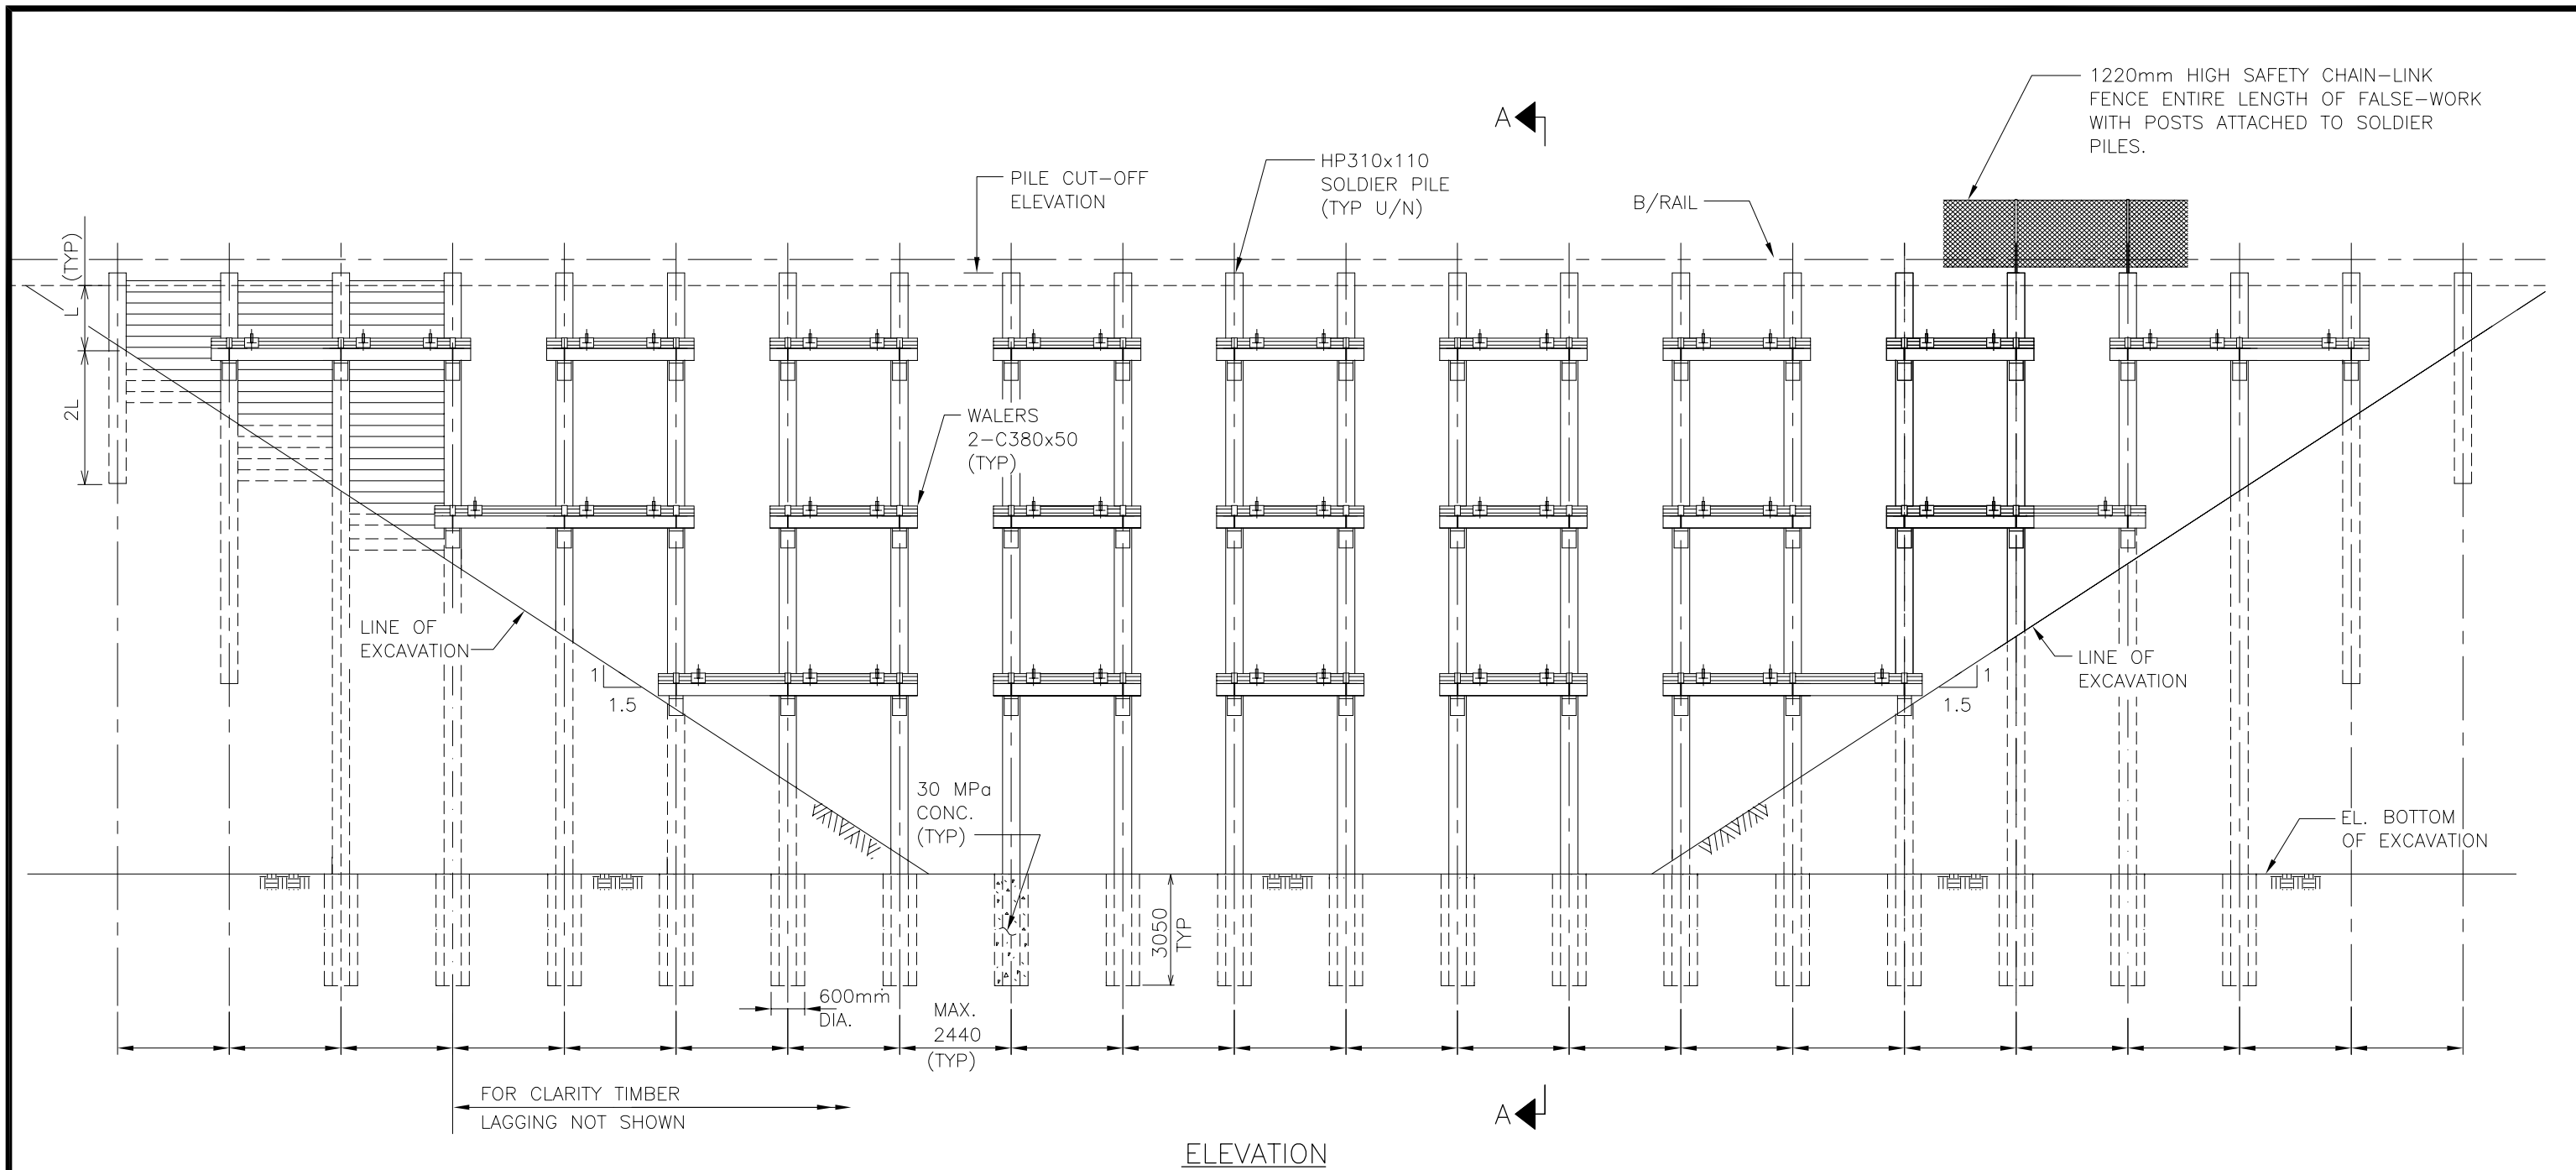 1220mm HIGH SAFETY CHAIN-LINK
FENCE ENTIRE LENGTH OF FALSE-WORK
WITH POSTS ATTACHED TO SOLDIER
PILES.
A
HP310x110
SOLDIER PILE
(TYP U/N)
PILE CUT-OFF
ELEVATION
B/RAIL
L (TYP)
2L
WALERS
2-C380x50
(TYP)
LINE OF
EXCAVATION
1
1.5
LINE OF
EXCAVATION
1
1.5
30 MPa
CONC.
(TYP)
EL. BOTTOM
OF EXCAVATION
3050
TYP
600mm
DIA.
MAX.
2440
(TYP)
FOR CLARITY TIMBER
LAGGING NOT SHOWN
A
ELEVATION